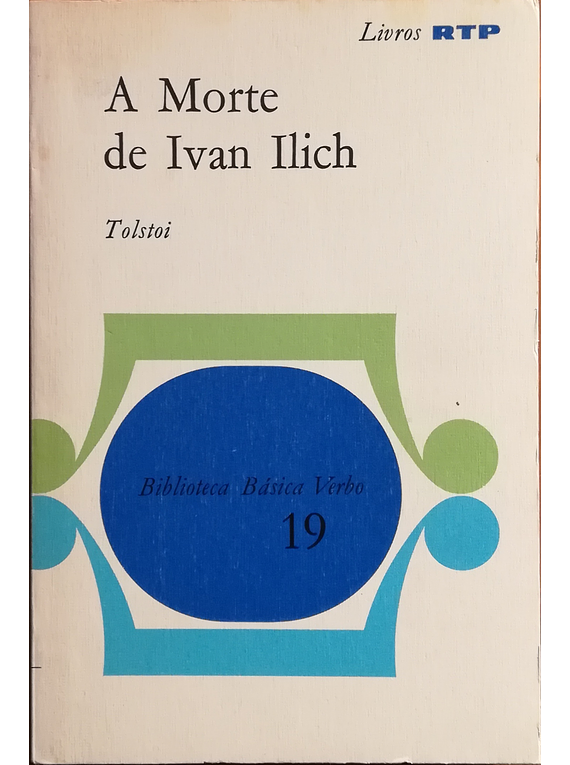 Livros RTP
A Morte
de Ivan Ilich
Tolstoi
Biblioteca Básica Verbo
19